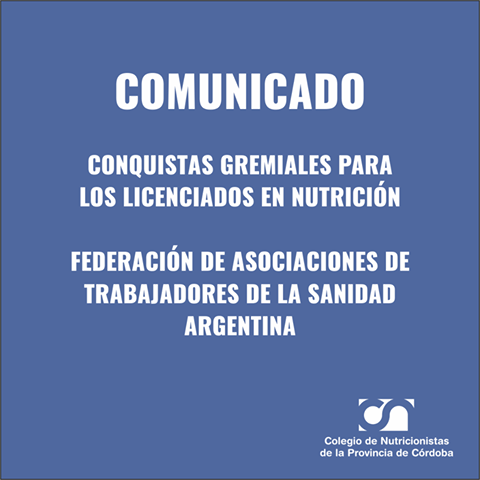 COMUNICADO
CONQUISTAS GREMIALES PARA
LOS LICENCIADOS EN NUTRICIÓN
FEDERACIÓN DE ASOCIACIONES DE
TRABAJADORES DE LA SANIDAD
ARGENTINA
Colegio de Nutricionistas
de la Provincia de Córdoba